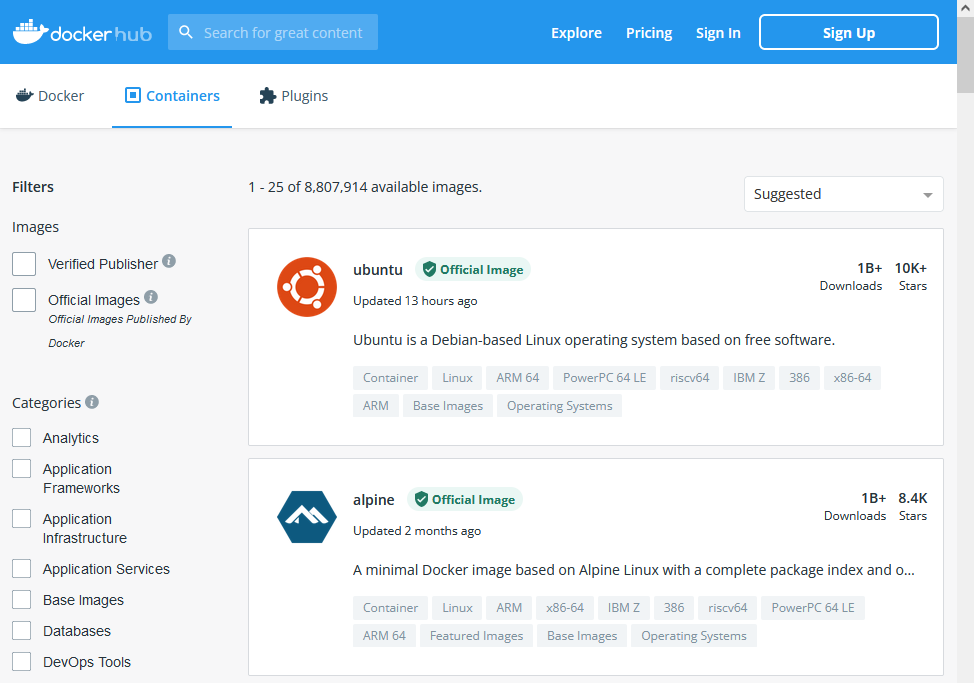 docker hub
Search for great content
Explore
Pricing
Sign In
Sign Up
Docker
Containers
Plugins
Filters
Images
Verified Publisher
Official Images
Official Images Published By
Docker
Categories
Analytics
Application
Frameworks
Application
Infrastructure
Application Services
Base Images
Databases
DevOps Tools
1 - 25 of 8,807,914 available images.
Suggested
ubuntu Official Image
1B+ 10K+
Downloads Stars
Updated 13 hours ago
Ubuntu is a Debian-based Linux operating system based on free software.
Container Linux ARM 64 PowerPC 64 LE riscv64 IBM Z 386 x86-64
ARM Base Images Operating Systems
alpine Official Image
1B+ 8.4K
Downloads Stars
Updated 2 months ago
A minimal Docker image based on Alpine Linux with a complete package index and o...
Container Linux ARM x86-64 IBM Z 386 riscv64 PowerPC 64 LE
ARM 64 Featured Images Base Images Operating Systems